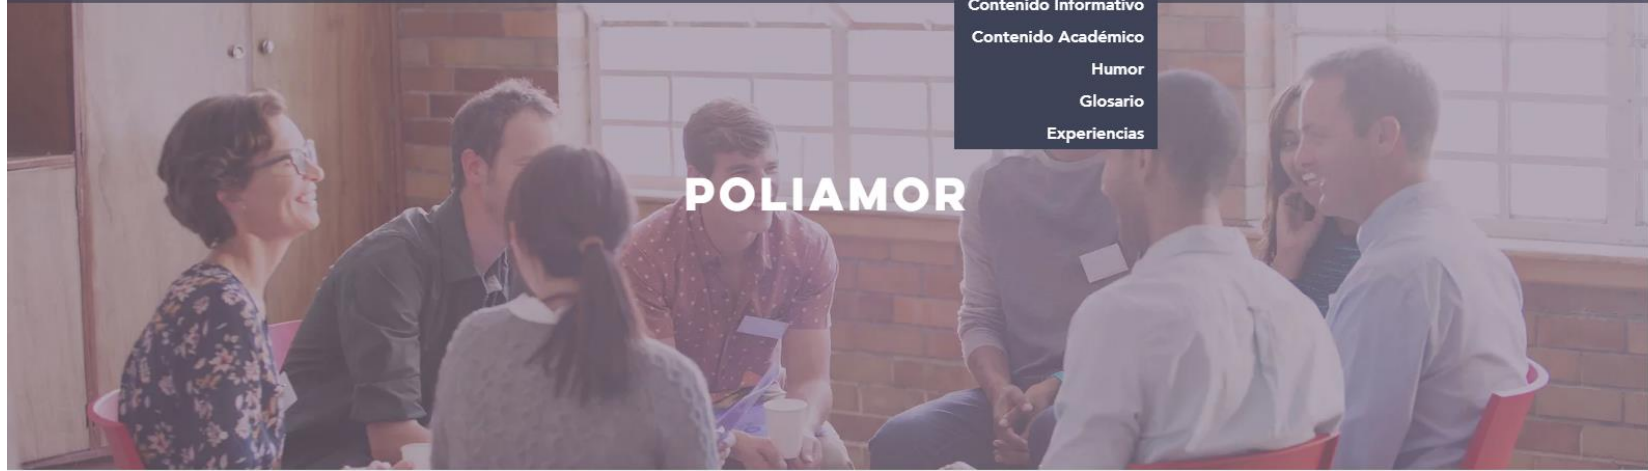 Contenido Informativo
Contenido Académico
Humor
Glosario
Experiencias
POLIAMOR